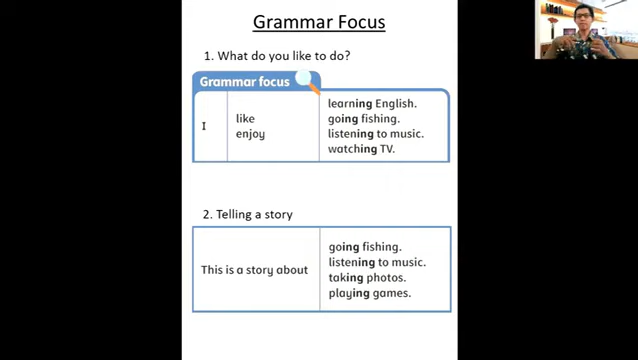 Grammar Focus
1. What do you like to do?
Grammar focus
I
like
enjoy
learning English.
going fishing.
listening to music.
watching TV.
2. Telling a story
This is a story about
going fishing.
listening to music.
taking photos.
playing games.